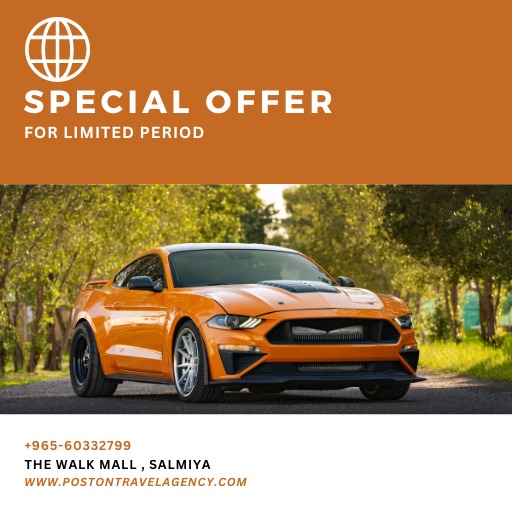 SPECIAL OFFER
FOR LIMITED PERIOD
+965-60332799
THE WALK MALL , SALMIYA
WWW.POSTONTRAVELAGENCY.COM